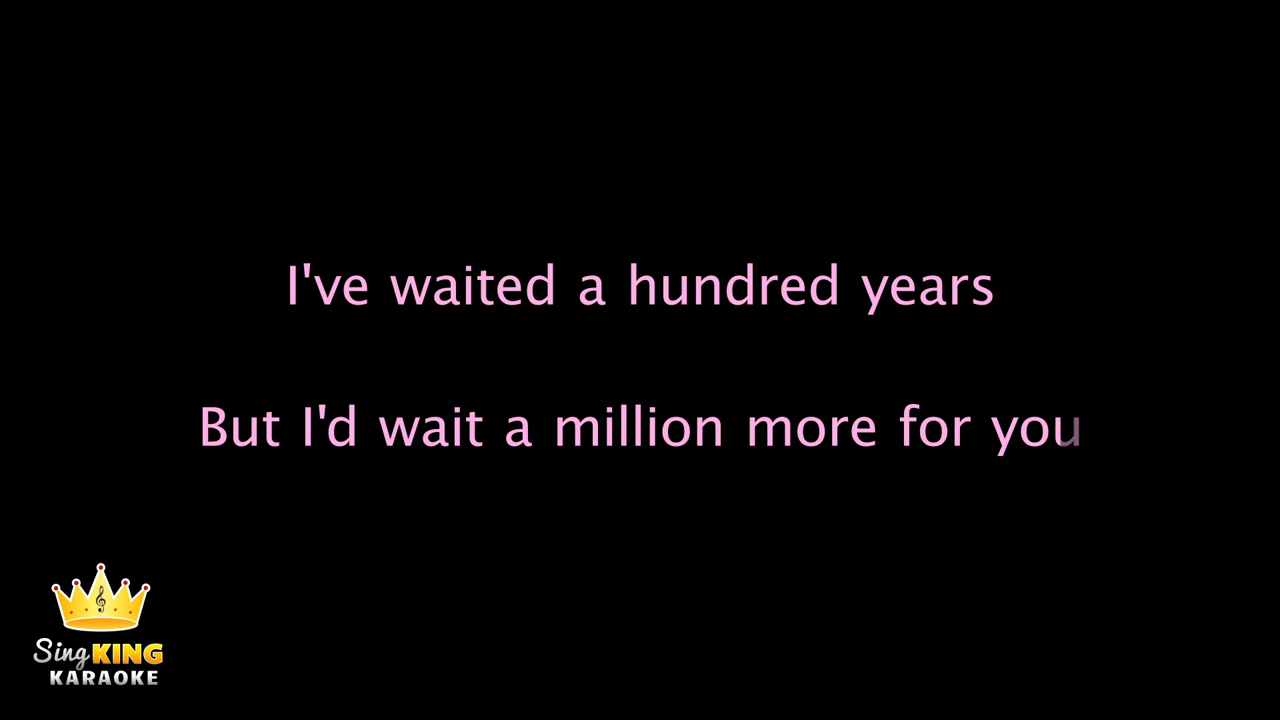 I've waited a hundred years
But I'd wait a million more for you
Sing KING
KARAOKE